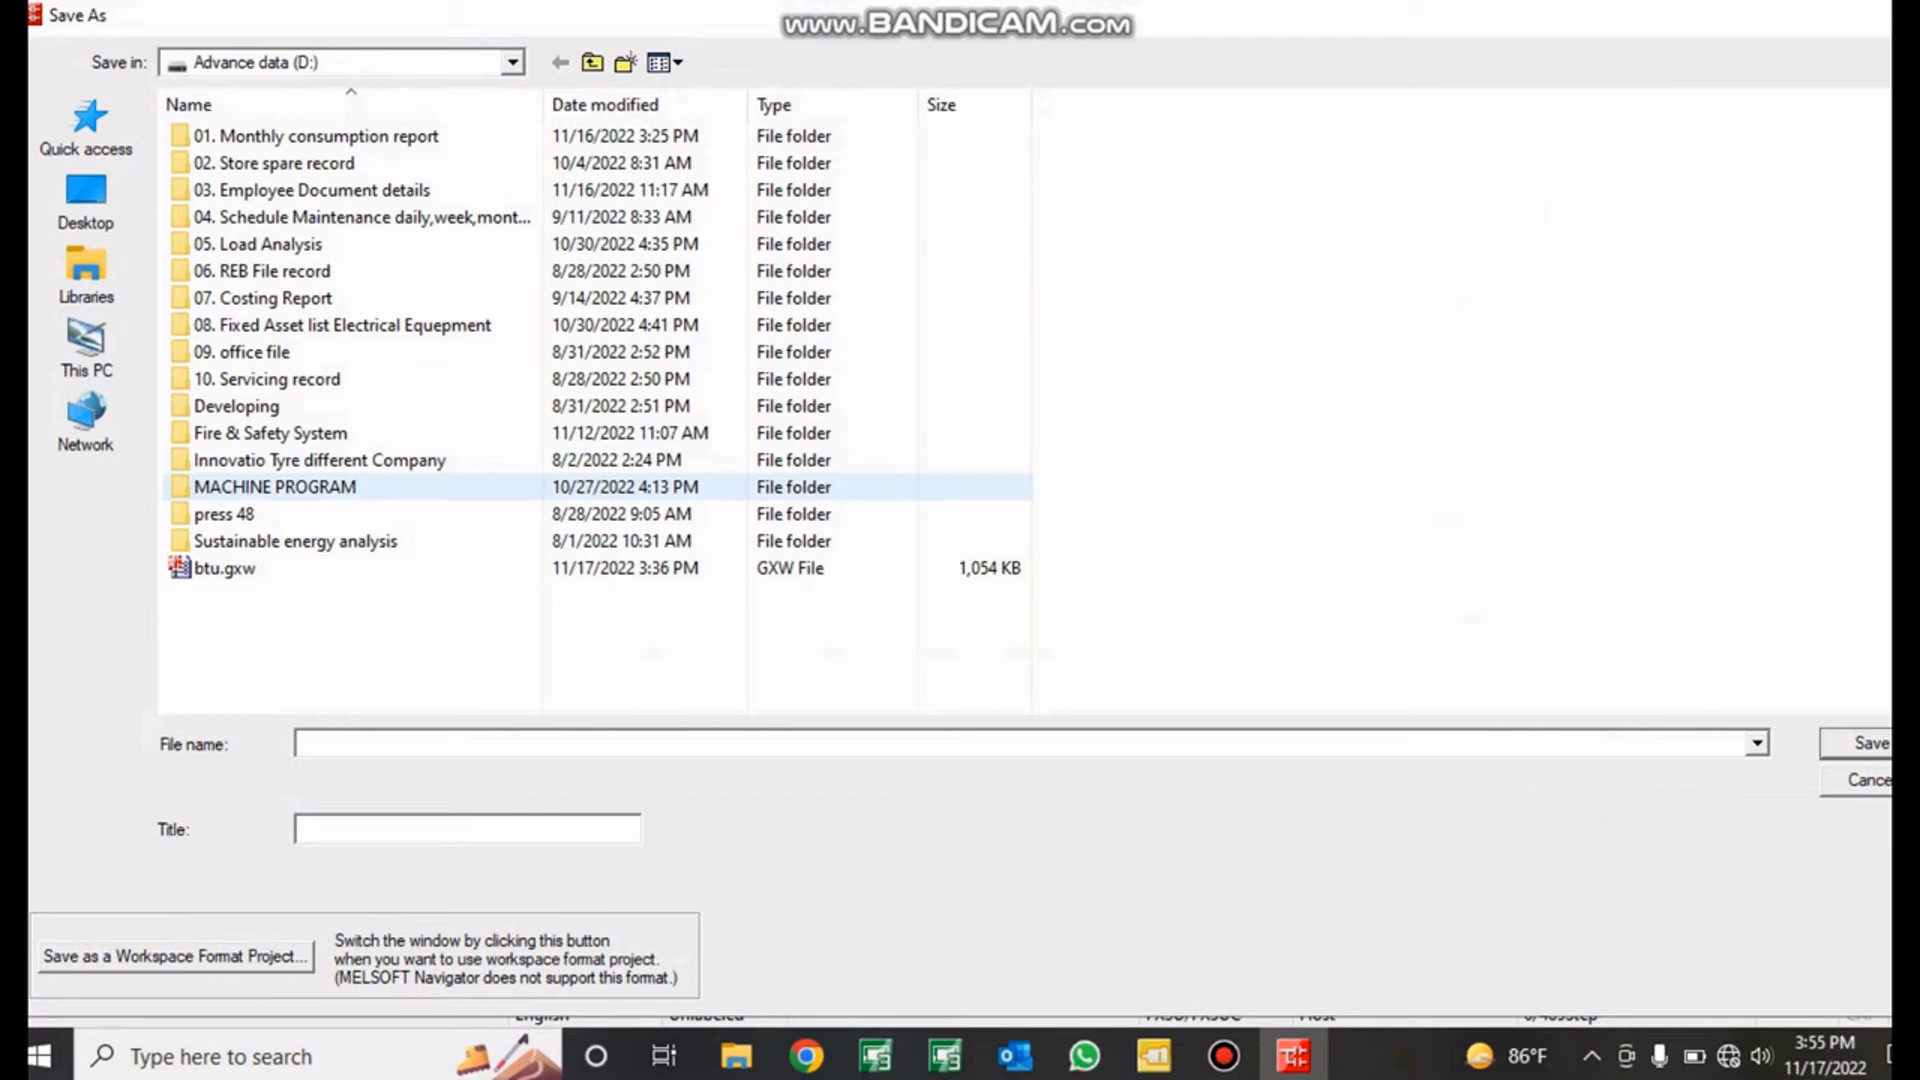 Save As
www.BANDICAM.com
Save in:
Advance data (D:)
Name
Date modified
Type
Size
Quick access
Desktop
Libraries
This PC
Network
01. Monthly consumption report 11/16/2022 3:25 PM File folder
02. Store spare record 10/4/2022 8:31 AM File folder
03. Employee Document details 11/16/2022 11:17 AM File folder
04. Schedule Maintenance daily,week,mont... 9/11/2022 8:33 AM File folder
05. Load Analysis 10/30/2022 4:35 PM File folder
06. REB File record 8/28/2022 2:50 PM File folder
07. Costing Report 9/14/2022 4:37 PM File folder
08. Fixed Asset list Electrical Equepment 10/30/2022 4:41 PM File folder
09. office file 8/31/2022 2:52 PM File folder
10. Servicing record 8/28/2022 2:50 PM File folder
Developing 8/31/2022 2:51 PM File folder
Fire & Safety System 11/12/2022 11:07 AM File folder
Innovatio Tyre different Company 8/2/2022 2:24 PM File folder
MACHINE PROGRAM 10/27/2022 4:13 PM File folder
press 48 8/28/2022 9:05 AM File folder
Sustainable energy analysis 8/1/2022 10:31 AM File folder
btu.gxw 11/17/2022 3:36 PM GXW File 1,054 KB
File name:
Save
Cance
Title:
Save as a Workspace Format Project...
Switch the window by clicking this button
when you want to use workspace format project.
(MELSOFT Navigator does not support this format.)
English Unlabeled Host
Type here to search
86°F
3:55 PM
11/17/2022